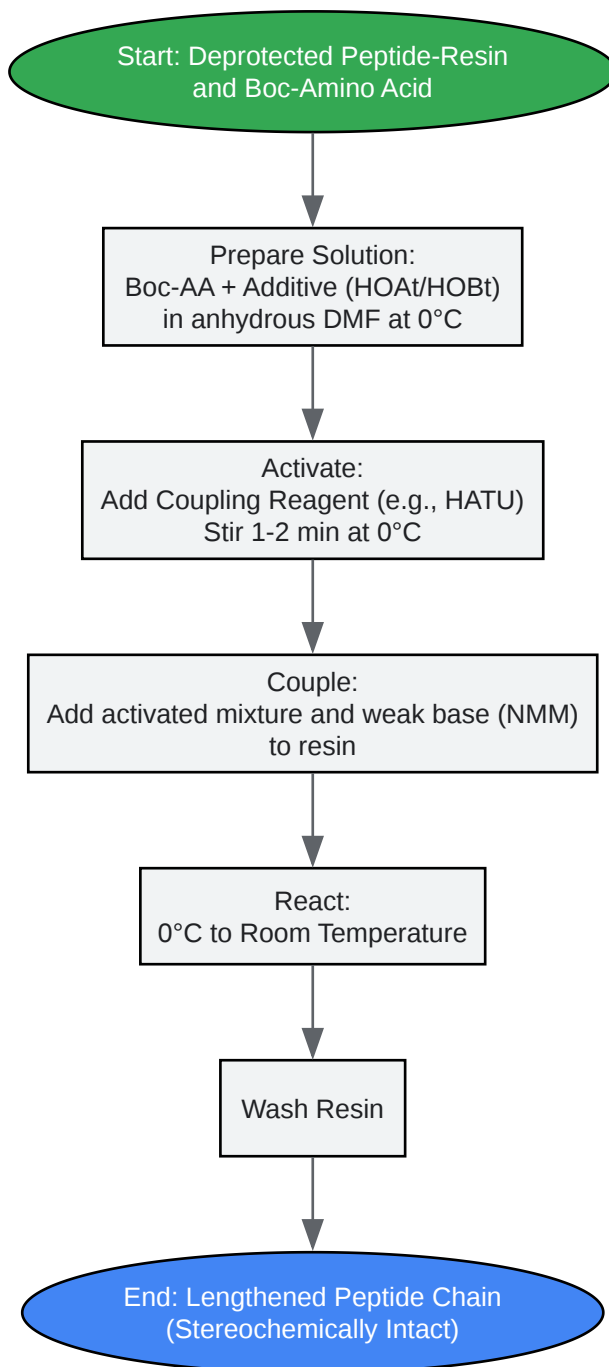 Start: Deprotected Peptide-Resin
and Boc-Amino Acid
Prepare Solution:
Boc-AA + Additive (HOAt/HOBt)
in anhydrous DMF at 0°C
Activate:
Add Coupling Reagent (e.g., HATU)
Stir 1-2 min at 0°C
Couple:
Add activated mixture and weak base (NMM)
to resin
React:
0°C to Room Temperature
Wash Resin
End: Lengthened Peptide Chain
(Stereochemically Intact)